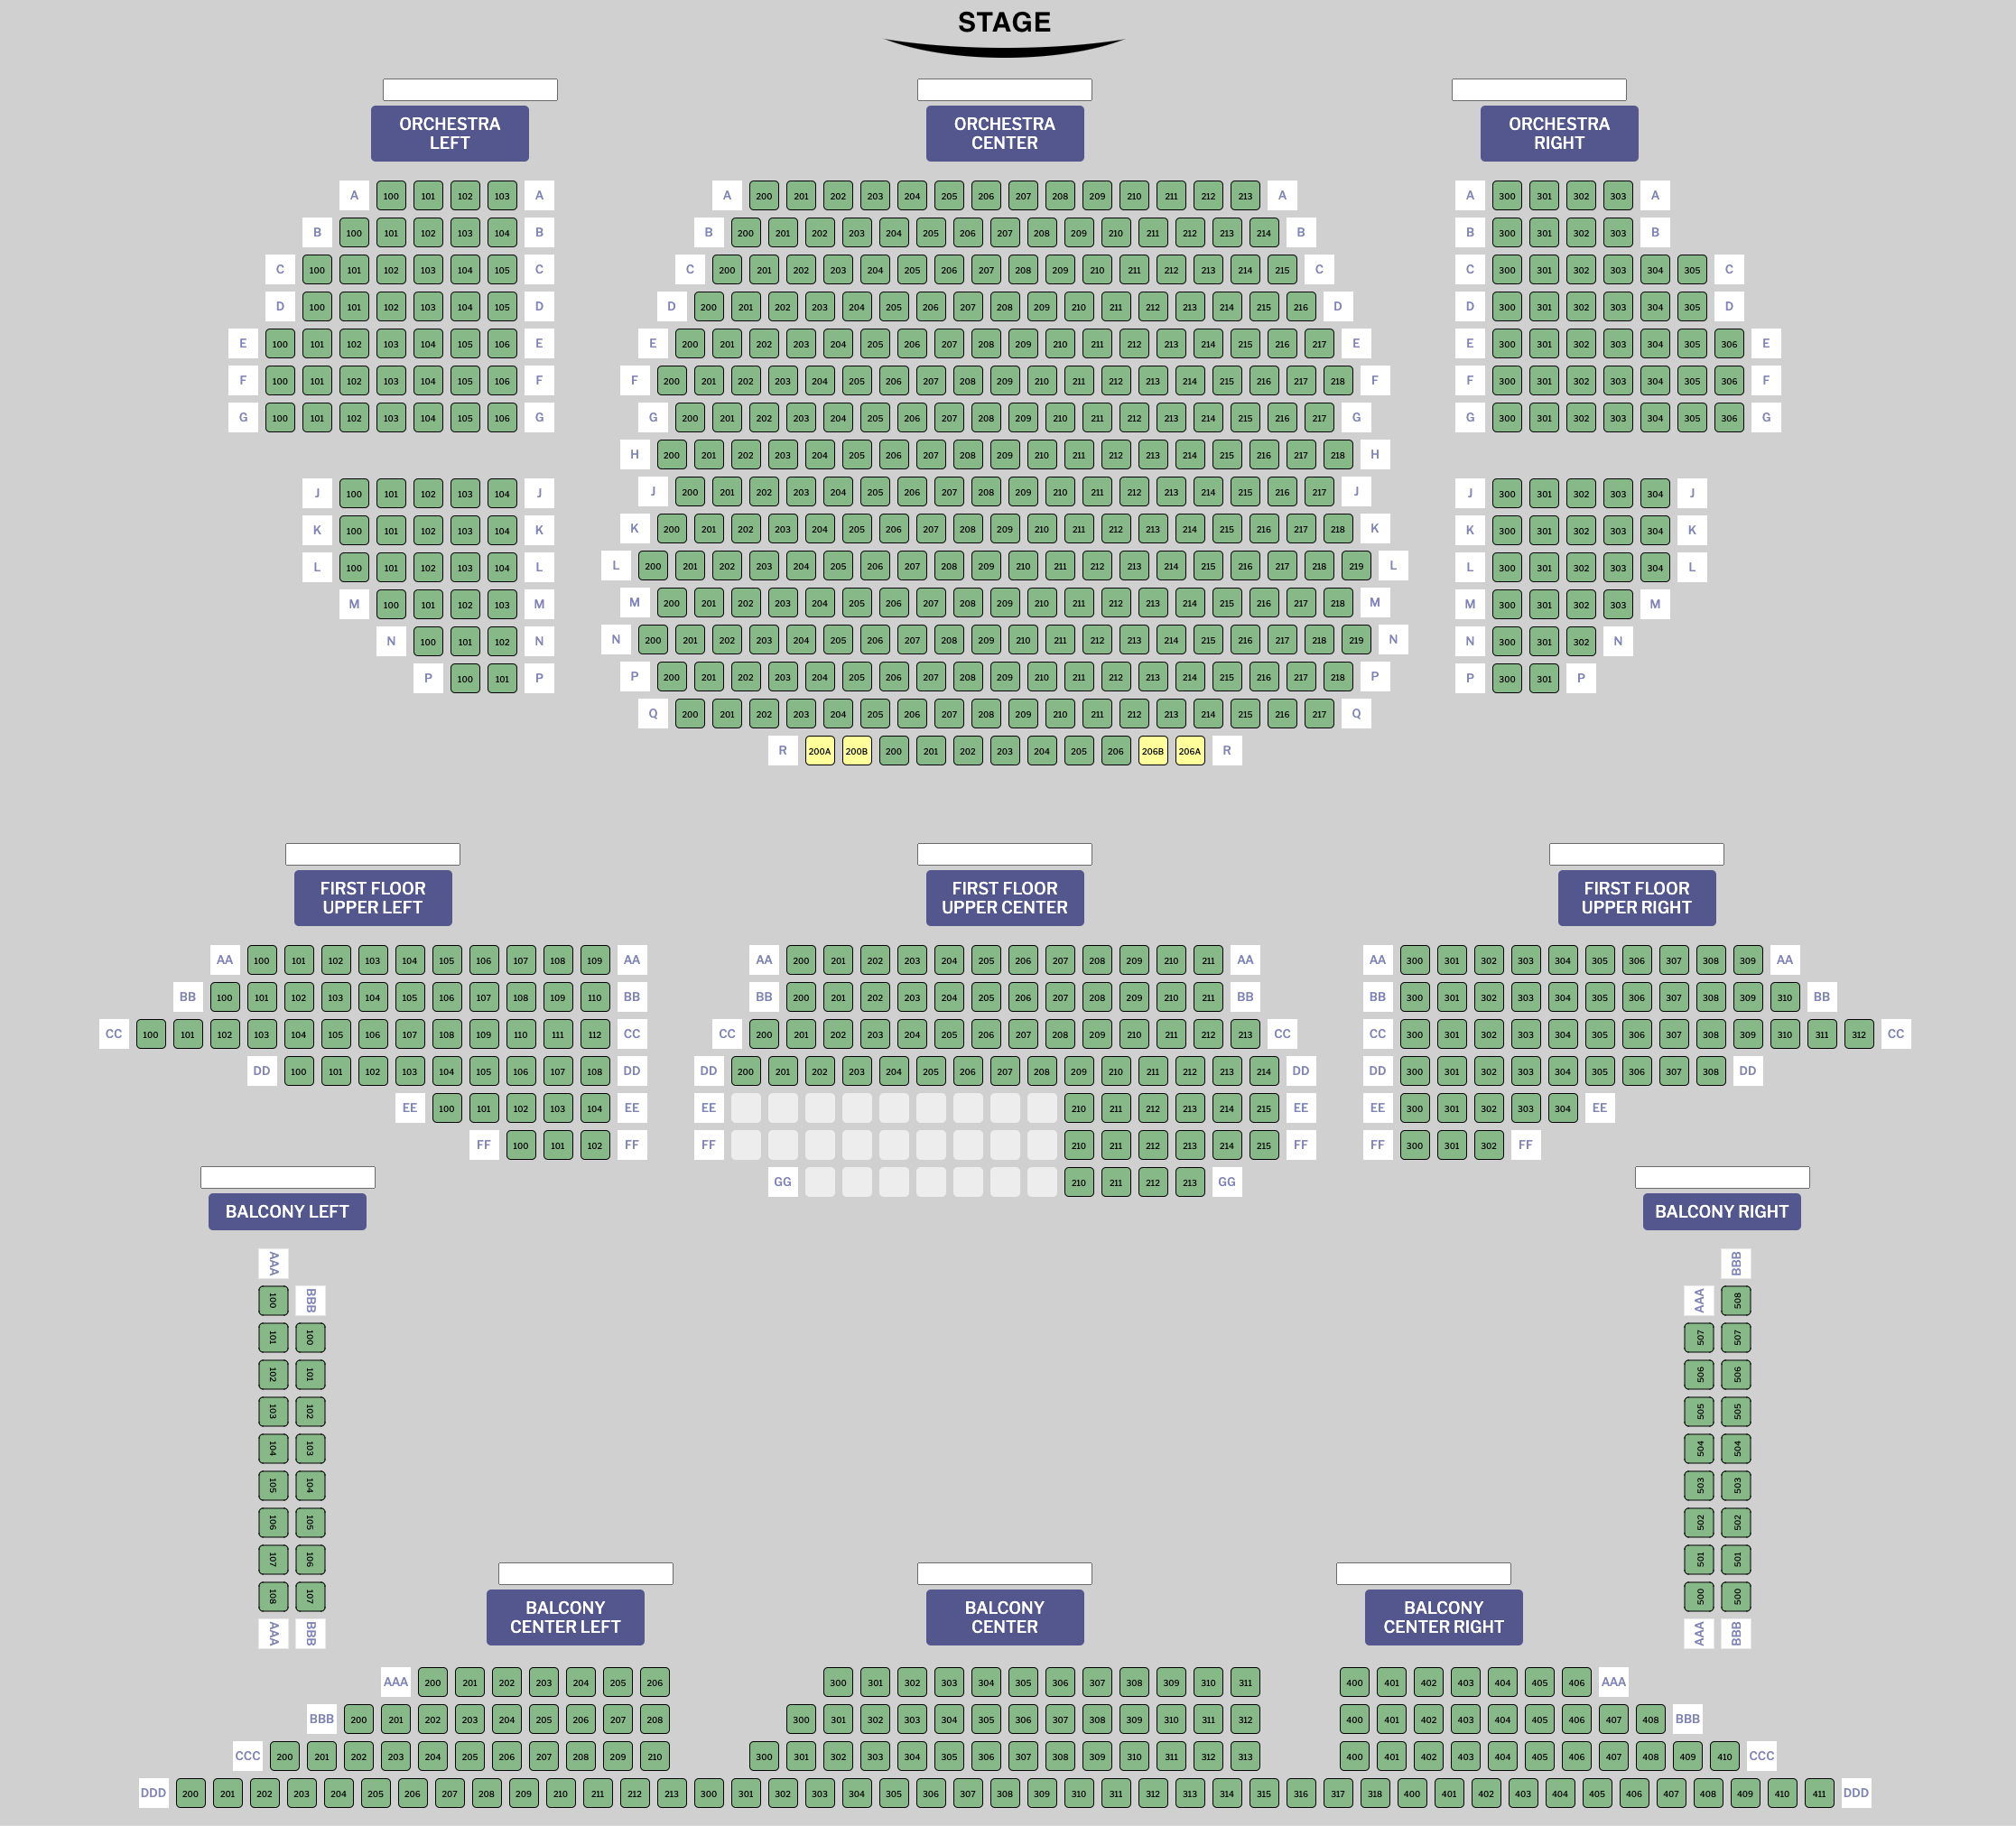 STAGE
ORCHESTRA LEFT
ORCHESTRA CENTER
ORCHESTRA RIGHT
A 100 101 102 103 A
B 100 101 102 103 104 B
C 100 101 102 103 104 105 C
D 100 101 102 103 104 105 D
E 100 101 102 103 104 105 106 E
F 100 101 102 103 104 105 106 F
G 100 101 102 103 104 105 106 G
J 100 101 102 103 104 J
K 100 101 102 103 104 K
L 100 101 102 103 104 L
M 100 101 102 103 M
N 100 101 102 N
P 100 101 P
A 200 201 202 203 204 205 206 207 208 209 210 211 212 213 A
B 200 201 202 203 204 205 206 207 208 209 210 211 212 213 214 B
C 200 201 202 203 204 205 206 207 208 209 210 211 212 213 214 215 C
D 200 201 202 203 204 205 206 207 208 209 210 211 212 213 214 215 216 D
E 200 201 202 203 204 205 206 207 208 209 210 211 212 213 214 215 216 217 E
F 200 201 202 203 204 205 206 207 208 209 210 211 212 213 214 215 216 217 218 F
G 200 201 202 203 204 205 206 207 208 209 210 211 212 213 214 215 216 217 G
H 200 201 202 203 204 205 206 207 208 209 210 211 212 213 214 215 216 217 218 H
J 200 201 202 203 204 205 206 207 208 209 210 211 212 213 214 215 216 217 J
K 200 201 202 203 204 205 206 207 208 209 210 211 212 213 214 215 216 217 218 K
L 200 201 202 203 204 205 206 207 208 209 210 211 212 213 214 215 216 217 218 219 L
M 200 201 202 203 204 205 206 207 208 209 210 211 212 213 214 215 216 217 218 M
N 200 201 202 203 204 205 206 207 208 209 210 211 212 213 214 215 216 217 218 219 N
P 200 201 202 203 204 205 206 207 208 209 210 211 212 213 214 215 216 217 218 P
Q 200 201 202 203 204 205 206 207 208 209 210 211 212 213 214 215 216 217 Q
R 200A 200B 200 201 202 203 204 205 206 206B 206A R
A 300 301 302 303 A
B 300 301 302 303 B
C 300 301 302 303 304 305 C
D 300 301 302 303 304 305 D
E 300 301 302 303 304 305 306 E
F 300 301 302 303 304 305 306 F
G 300 301 302 303 304 305 306 G
J 300 301 302 303 304 J
K 300 301 302 303 304 K
L 300 301 302 303 304 L
M 300 301 302 303 M
N 300 301 302 N
P 300 301 P
FIRST FLOOR
UPPER LEFT
AA 100 101 102 103 104 105 106 107 108 109 AA
BB 100 101 102 103 104 105 106 107 108 109 110 BB
CC 100 101 102 103 104 105 106 107 108 109 110 111 112 CC
DD 100 101 102 103 104 105 106 107 108 DD
EE 100 101 102 103 104 EE
FF 100 101 102 FF
FIRST FLOOR
UPPER CENTER
AA 200 201 202 203 204 205 206 207 208 209 210 211 AA
BB 200 201 202 203 204 205 206 207 208 209 210 211 BB
CC 200 201 202 203 204 205 206 207 208 209 210 211 212 213 CC
DD 200 201 202 203 204 205 206 207 208 209 210 211 212 213 214 DD
EE 210 211 212 213 214 215 EE
FF 210 211 212 213 214 215 FF
GG 210 211 212 213 GG
FIRST FLOOR
UPPER RIGHT
AA 300 301 302 303 304 305 306 307 308 309 AA
BB 300 301 302 303 304 305 306 307 308 309 310 BB
CC 300 301 302 303 304 305 306 307 308 309 310 311 312 CC
DD 300 301 302 303 304 305 306 307 308 DD
EE 300 301 302 303 304 EE
FF 300 301 302 FF
BALCONY LEFT
AAA 100 101 102 103 104 105 106 107 108 AAA
BBB 100 101 102 103 104 105 106 107 BBB
BALCONY RIGHT
AAA 507 506 505 504 503 502 501 500 AAA
BBB 508 507 506 505 504 503 502 501 500 BBB
BALCONY
CENTER LEFT
BALCONY
CENTER
BALCONY
CENTER RIGHT
AAA 200 201 202 203 204 205 206 300 301 302 303 304 305 306 307 308 309 310 311 400 401 402 403 404 405 406 AAA
BBB 200 201 202 203 204 205 206 207 208 300 301 302 303 304 305 306 307 308 309 310 311 312 400 401 402 403 404 405 406 407 408 BBB
CCC 200 201 202 203 204 205 206 207 208 209 210 300 301 302 303 304 305 306 307 308 309 310 311 312 313 400 401 402 403 404 405 406 407 408 409 410 CCC
DDD 200 201 202 203 204 205 206 207 208 209 210 211 212 213 300 301 302 303 304 305 306 307 308 309 310 311 312 313 314 315 316 317 318 400 401 402 403 404 405 406 407 408 409 410 411 DDD